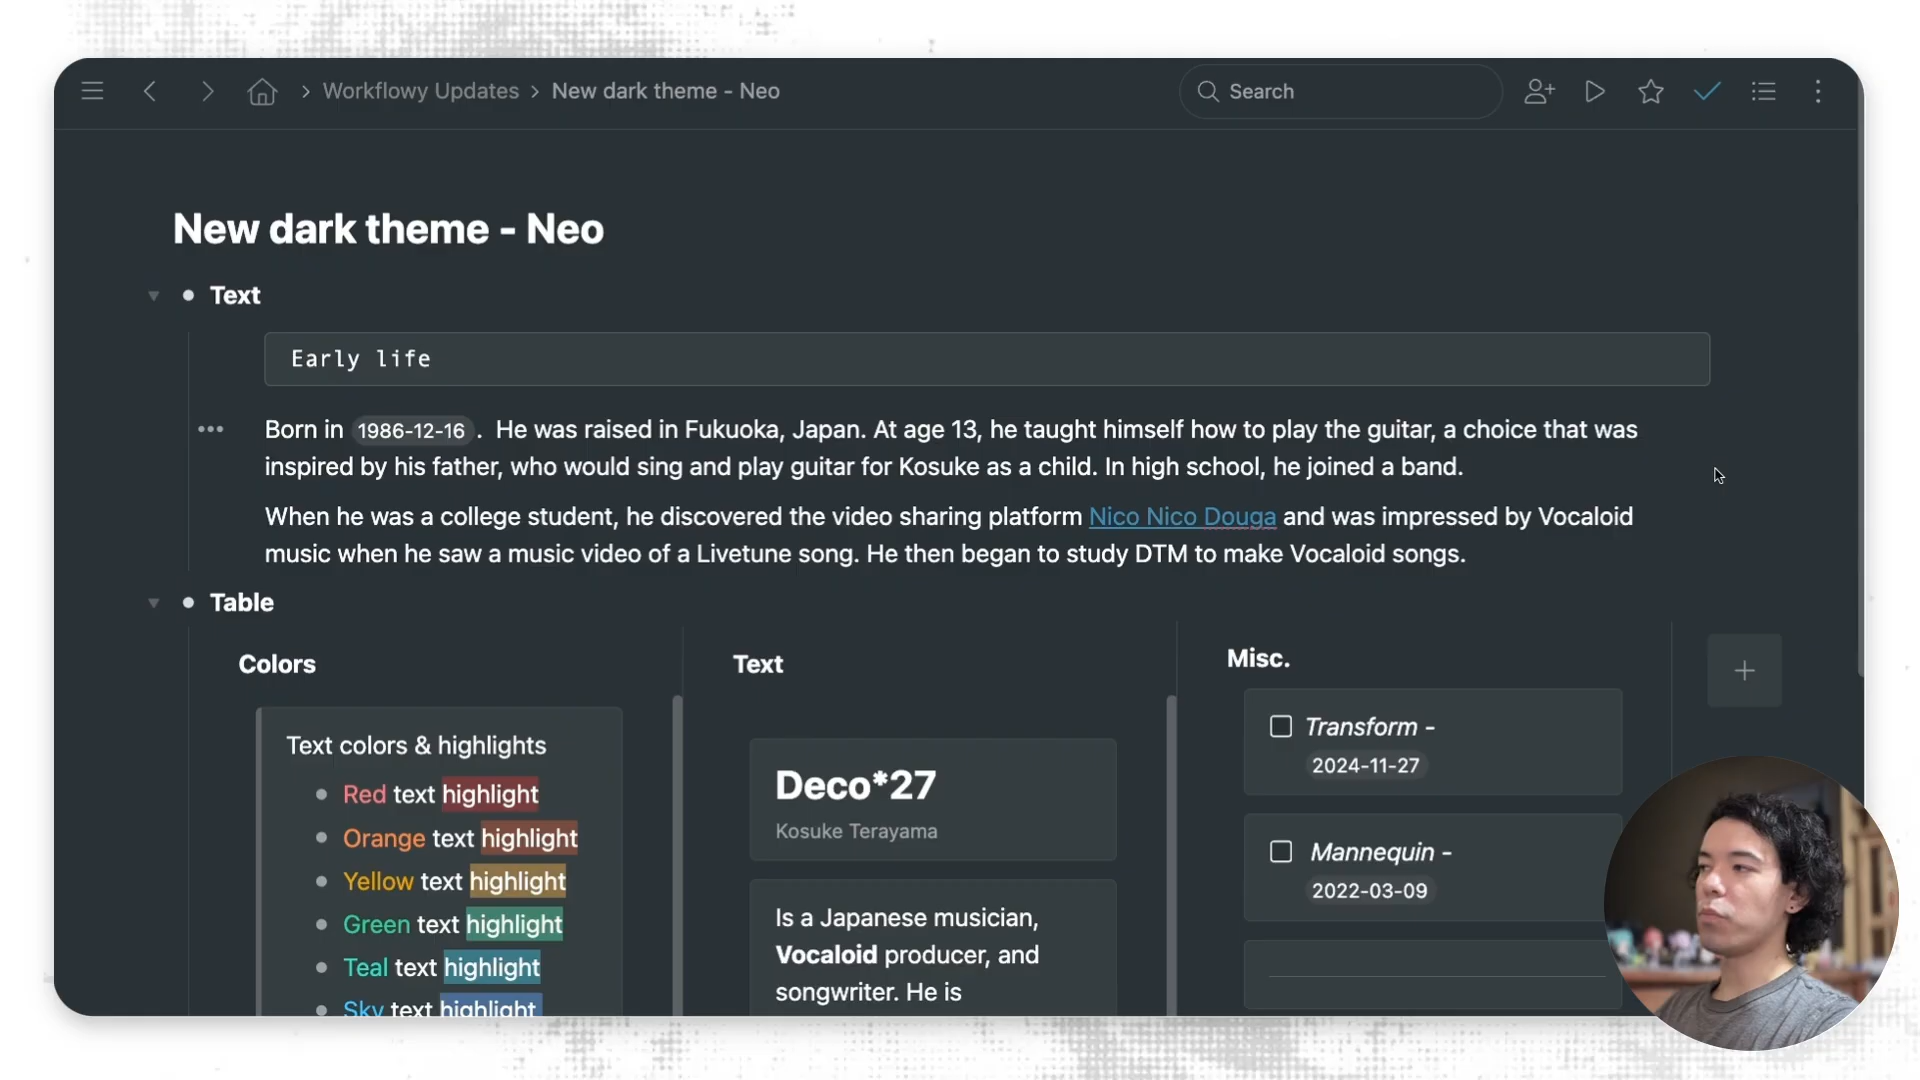 Workflowy Updates > New dark theme - Neo
Search
New dark theme - Neo
Text
Early life
Born in 1986-12-16 .  He was raised in Fukuoka, Japan. At age 13, he taught himself how to play the guitar, a choice that was
inspired by his father, who would sing and play guitar for Kosuke as a child. In high school, he joined a band.
When he was a college student, he discovered the video sharing platform Nico Nico Douga and was impressed by Vocaloid
music when he saw a music video of a Livetune song. He then began to study DTM to make Vocaloid songs.
Table
Colors
Text colors & highlights
Red text highlight
Orange text highlight
Yellow text highlight
Green text highlight
Teal text highlight
Sky text highlight
Text
Deco*27
Kosuke Terayama
Is a Japanese musician,
Vocaloid producer, and
songwriter. He is
Misc.
Transform -
2024-11-27
Mannequin -
2022-03-09